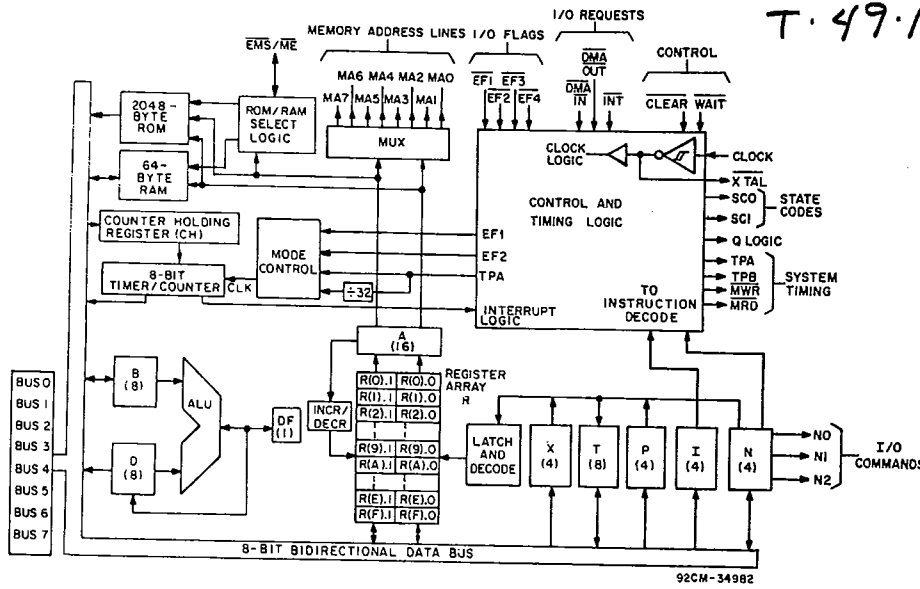 T. 49.1
I/O REQUESTS
MEMORY ADDRESS LINES
I/O FLAGS
EMS/ME
DMA
OUT
DMA
IN
INT
CONTROL
MA6 MA4 MA2 MA0
MA7 MA5 MA3 MA1
EF1 EF3
EF2 EF4
CLEAR WAIT
2048-
BYTE
ROM
ROM/RAM
SELECT
LOGIC
MUX
CLOCK
LOGIC
CLOCK
XTAL
64-
BYTE
RAM
CONTROL AND
TIMING LOGIC
SC0
SC1
STATE
CODES
COUNTER HOLDING
REGISTER (CH)
MODE
CONTROL
EF1
EF2
TPA
Q LOGIC
TPA
TPB
MWR
MRD
SYSTEM
TIMING
8-BIT
TIMER/COUNTER
CLK
÷32
INTERRUPT
LOGIC
TO
INSTRUCTION
DECODE
A
(16)
REGISTER
ARRAY
R
BUS 0
BUS 1
BUS 2
BUS 3
BUS 4
BUS 5
BUS 6
BUS 7
B
(8)
ALU
D
(8)
DF
(1)
INCR/
DECR
R(0).1 R(0).0
R(1).1 R(1).0
R(2).1 R(2).0
R(9).1 R(9).0
R(A).1 R(A).0
R(E).1 R(E).0
R(F).1 R(F).0
LATCH
AND
DECODE
X
(4)
T
(8)
P
(4)
I
(4)
N
(4)
N0
N1
N2
I/O
COMMANDS
8-BIT BIDIRECTIONAL DATA BUS
92CM-34982